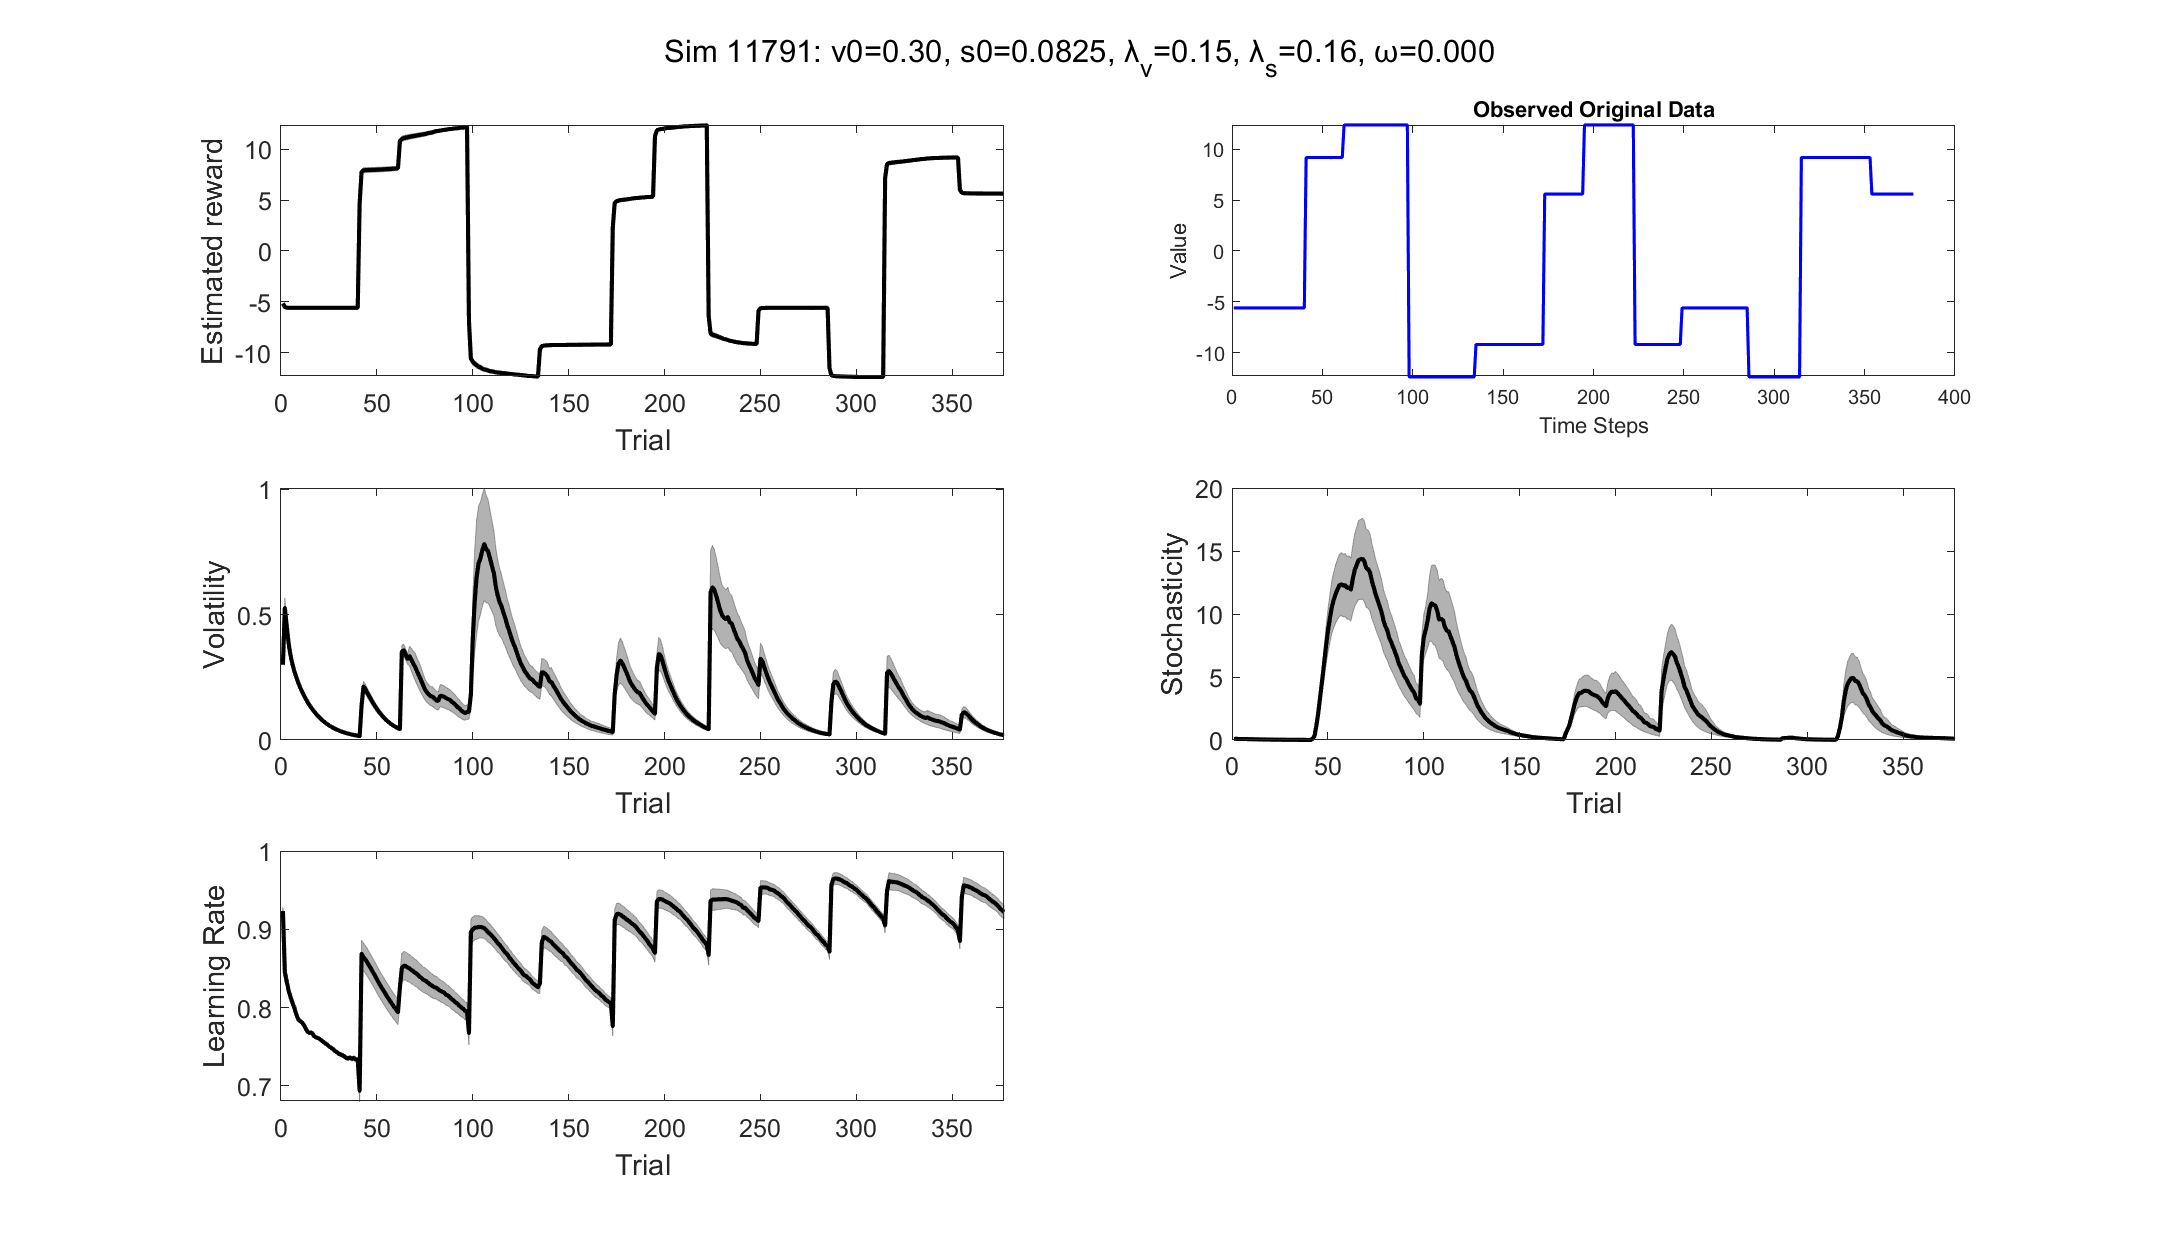 Sim 11791: v0=0.30, s0=0.0825, λv=0.15, λs=0.16, ω=0.000
Estimated reward
10
5
0
-5
-10
0 50 100 150 200 250 300 350
Trial
Observed Original Data
Value
10
5
0
-5
-10
0 50 100 150 200 250 300 350 400
Time Steps
Volatility
1
0.5
0
0 50 100 150 200 250 300 350
Trial
Stochasticity
20
15
10
5
0
0 50 100 150 200 250 300 350
Trial
Learning Rate
1
0.9
0.8
0.7
0 50 100 150 200 250 300 350
Trial